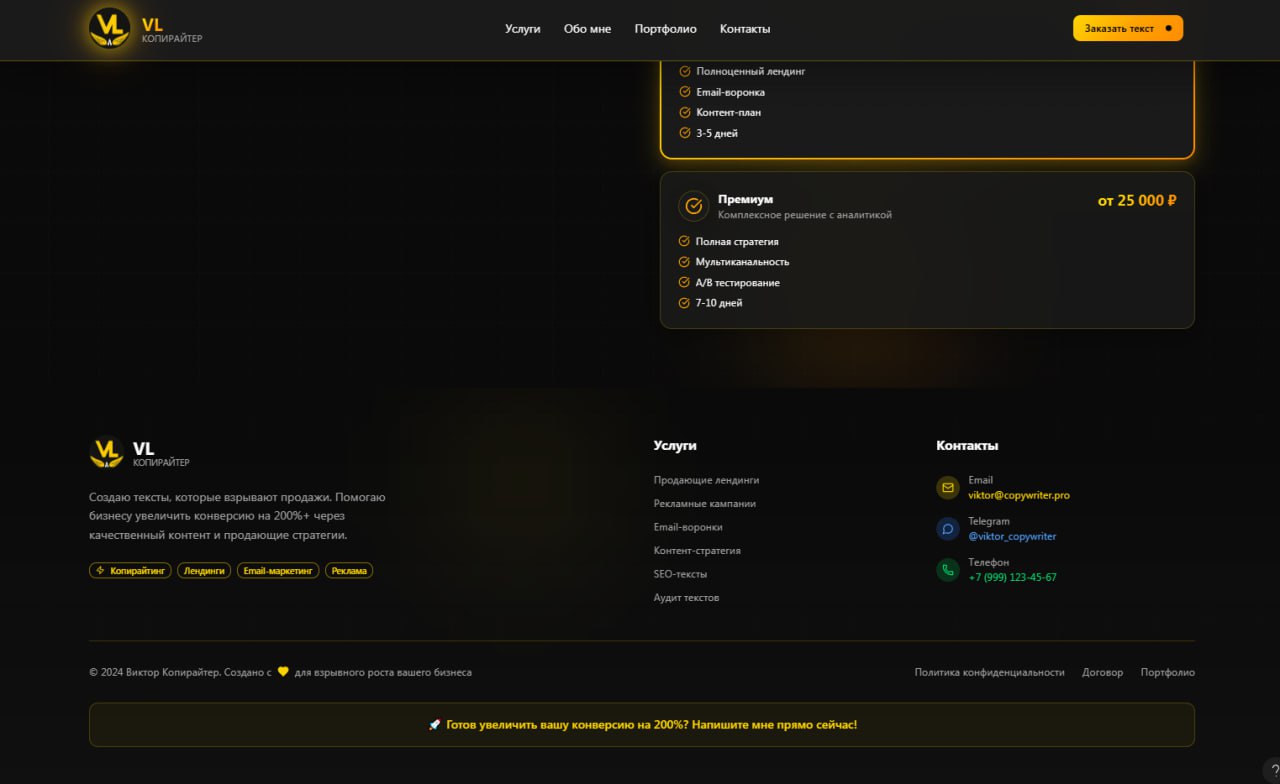 VL
VL
КОПИРАЙТЕР
Услуги
Обо мне
Портфолио
Контакты
Заказать текст
Полноценный лендинг
Email-воронка
Контент-план
3-5 дней
Премиум
от 25 000 ₽
Комплексное решение с аналитикой
Полная стратегия
Мультиканальность
A/B тестирование
7-10 дней
VL
VL
КОПИРАЙТЕР
Создаю тексты, которые взрывают продажи. Помогаю
бизнесу увеличить конверсию на 200%+ через
качественный контент и продающие стратегии.
Копирайтинг
Лендинги
Email-маркетинг
Реклама
Услуги
Продающие лендинги
Рекламные кампании
Email-воронки
Контент-стратегия
SEO-тексты
Аудит текстов
Контакты
Email
viktor@copywriter.pro
Telegram
@viktor_copywriter
Телефон
+7 (999) 123-45-67
© 2024 Виктор Копирайтер. Создано с 💛 для взрывного роста вашего бизнеса
Политика конфиденциальности
Договор
Портфолио
🚀 Готов увеличить вашу конверсию на 200%? Напишите мне прямо сейчас!
?